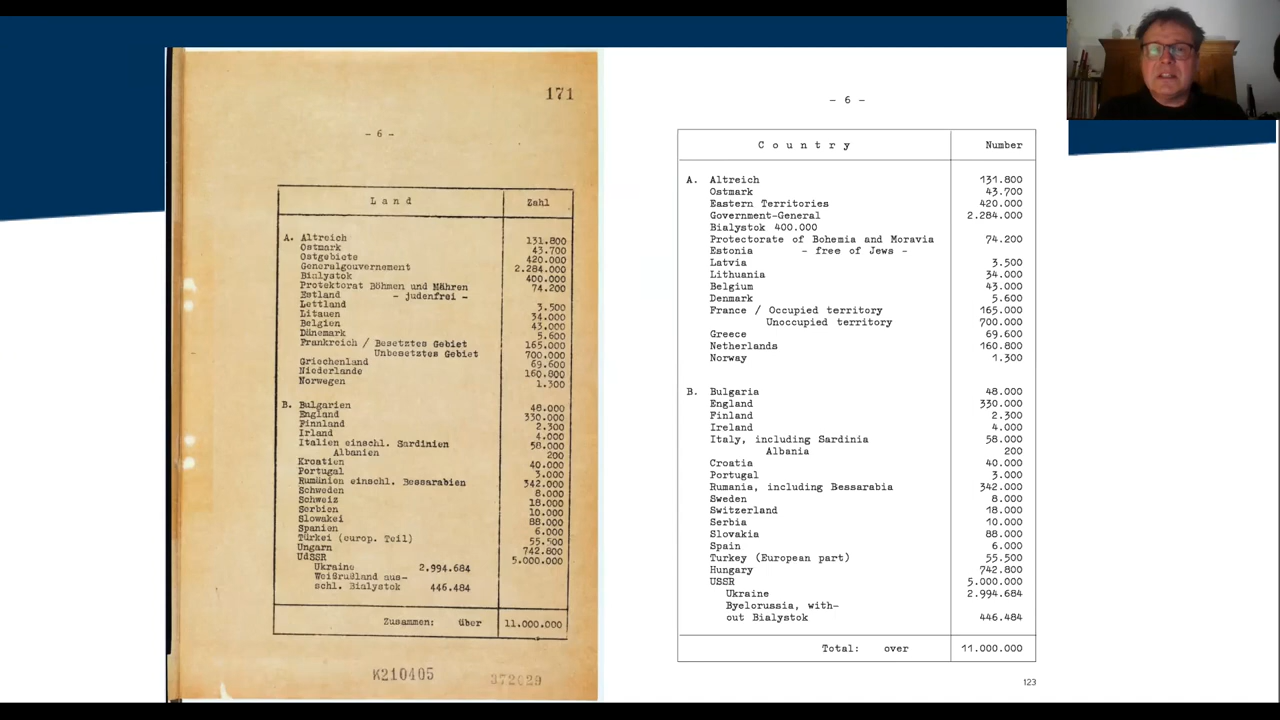 171
- 6 -
Land Zahl
A. Altreich 131.800
Ostmark 43.700
Ostgebiete 420.000
Generalgouvernement 2.284.000
Bialystok 400.000
Protektorat Böhmen und Mähren 74.200
Estland - judenfrei -
Lettland 3.500
Litauen 34.000
Belgien 43.000
Dänemark 5.600
Frankreich / Besetztes Gebiet 165.000
Unbesetztes Gebiet 700.000
Griechenland 69.600
Niederlande 160.800
Norwegen 1.300
B. Bulgarien 48.000
England 330.000
Finnland 2.300
Irland 4.000
Italien einschl. Sardinien 58.000
Albanien 200
Kroatien 40.000
Portugal 3.000
Rumänien einschl. Bessarabien 342.000
Schweden 8.000
Schweiz 18.000
Serbien 10.000
Slowakei 88.000
Spanien 6.000
Türkei (europ. Teil) 55.500
Ungarn 742.800
UdSSR 5.000.000
Ukraine 2.994.684
Weißrußland aus-
schl. Bialystok 446.484
Zusammen: über 11.000.000
K210405 372029
- 6 -
Country Number
A. Altreich 131.800
Ostmark 43.700
Eastern Territories 420.000
Government-General 2.284.000
Bialystok 400.000
Protectorate of Bohemia and Moravia 74.200
Estonia - free of Jews -
Latvia 3.500
Lithuania 34.000
Belgium 43.000
Denmark 5.600
France / Occupied territory 165.000
Unoccupied territory 700.000
Greece 69.600
Netherlands 160.800
Norway 1.300
B. Bulgaria 48.000
England 330.000
Finland 2.300
Ireland 4.000
Italy, including Sardinia 58.000
Albania 200
Croatia 40.000
Portugal 3.000
Rumania, including Bessarabia 342.000
Sweden 8.000
Switzerland 18.000
Serbia 10.000
Slovakia 88.000
Spain 6.000
Turkey (European part) 55.500
Hungary 742.800
USSR 5.000.000
Ukraine 2.994.684
Byelorussia, with-
out Bialystok 446.484
Total: over 11.000.000
123